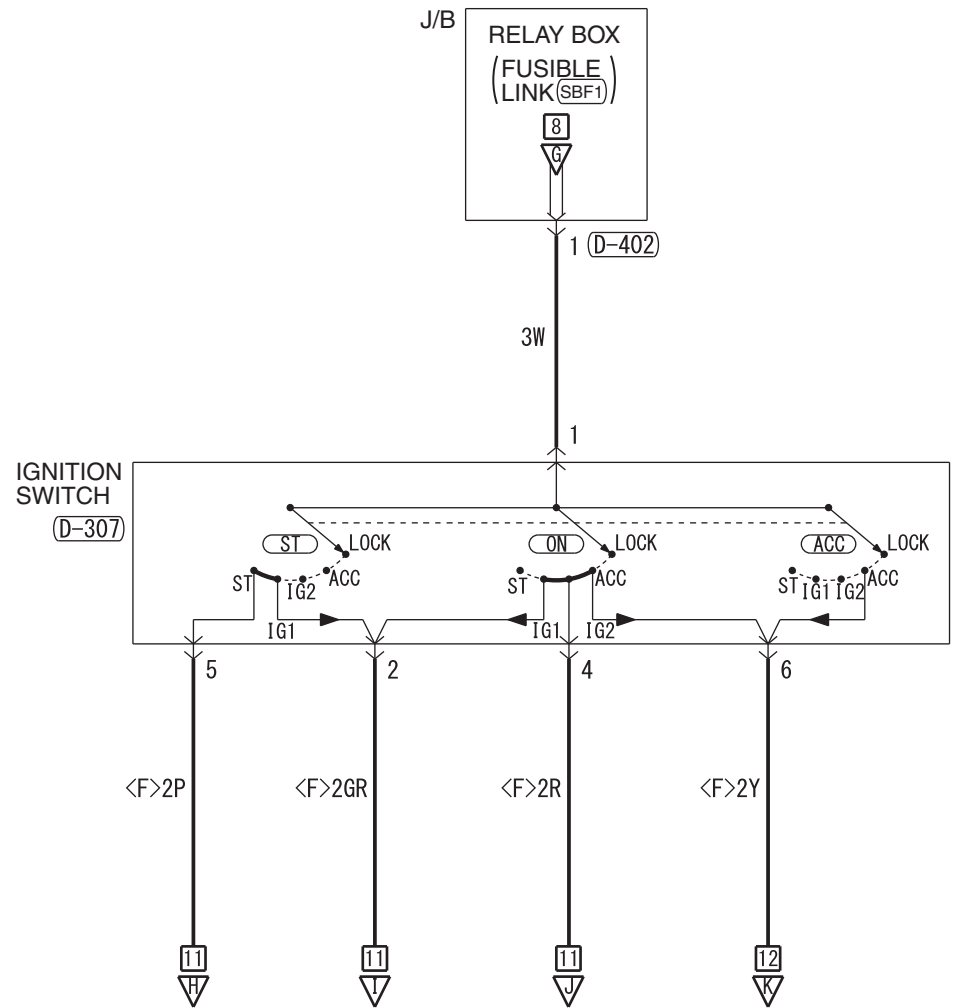 J/B
RELAY BOX
(FUSIBLE
LINK SBF1)
8
G
1 (D-402)
3W
1
IGNITION
SWITCH
(D-307)
ST
LOCK
ON
LOCK
ACC
LOCK
ST
IG1
IG2
ACC
ST
IG1
IG2
ACC
ST
IG1
IG2
ACC
5
2
4
6
<F>2P
<F>2GR
<F>2R
<F>2Y
11
11
11
12
H
I
J
K